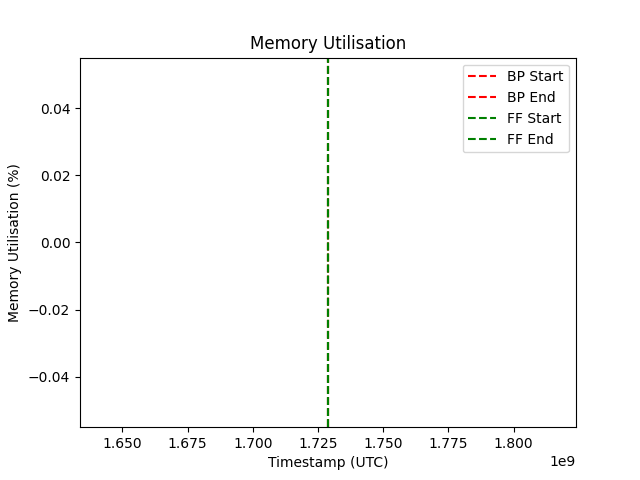 Memory Utilisation
BP Start
BP End
FF Start
FF End
0.04
0.02
0.00
−0.02
−0.04
Memory Utilisation (%)
1.650 1.675 1.700 1.725 1.750 1.775 1.800
1e9
Timestamp (UTC)